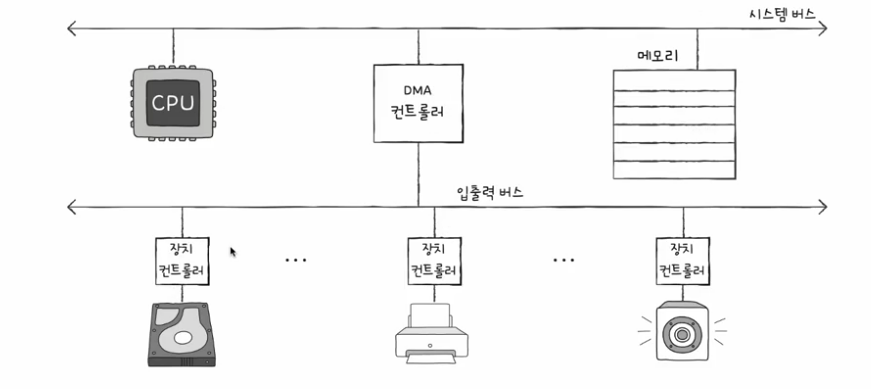 시스템 버스
메모리
CPU
DMA
컨트롤러
입출력 버스
장치
컨트롤러
...
장치
컨트롤러
...
장치
컨트롤러